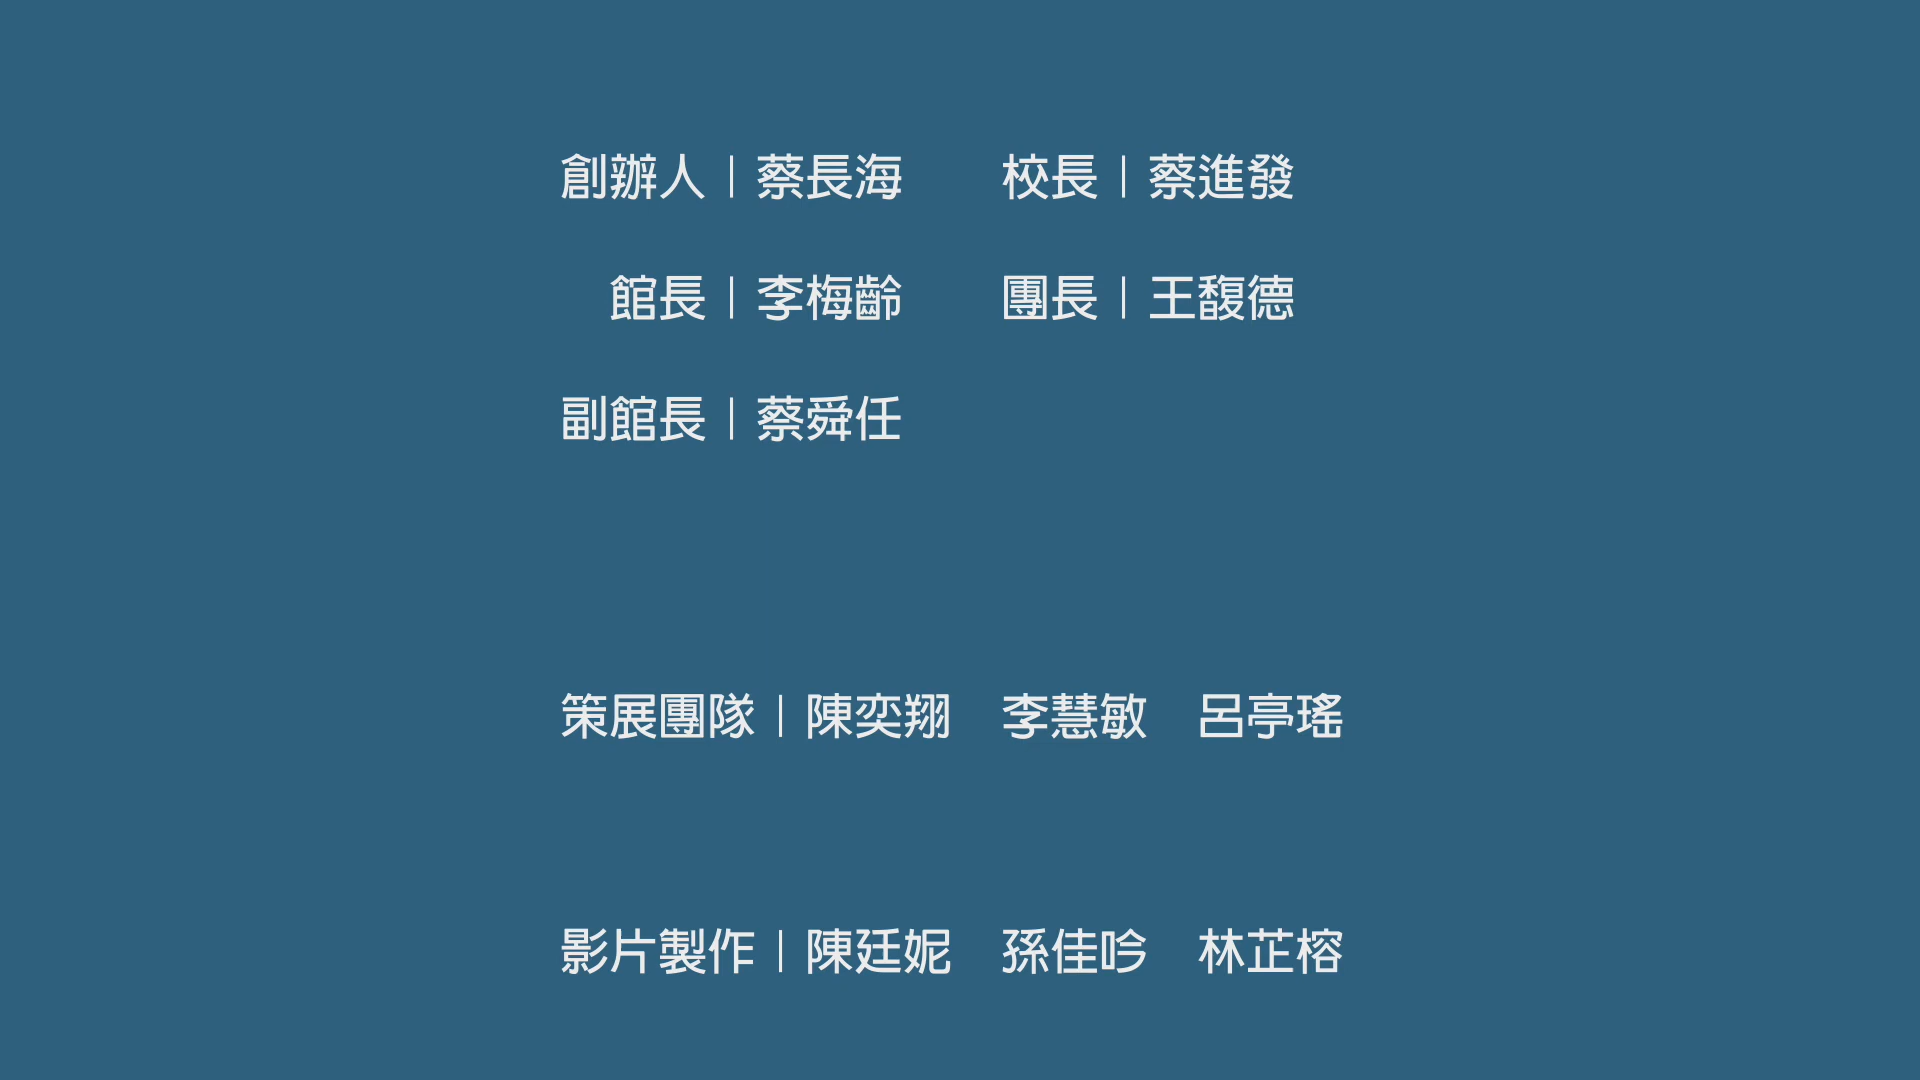 創辦人｜蔡長海　　校長｜蔡進發
館長｜李梅齡　　團長｜王馥德
副館長｜蔡舜任
策展團隊｜陳奕翔　李慧敏　呂亭瑤
影片製作｜陳廷妮　孫佳吟　林芷榕